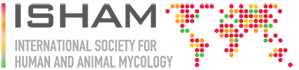 ISHAM
INTERNATIONAL SOCIETY FOR
HUMAN AND ANIMAL MYCOLOGY